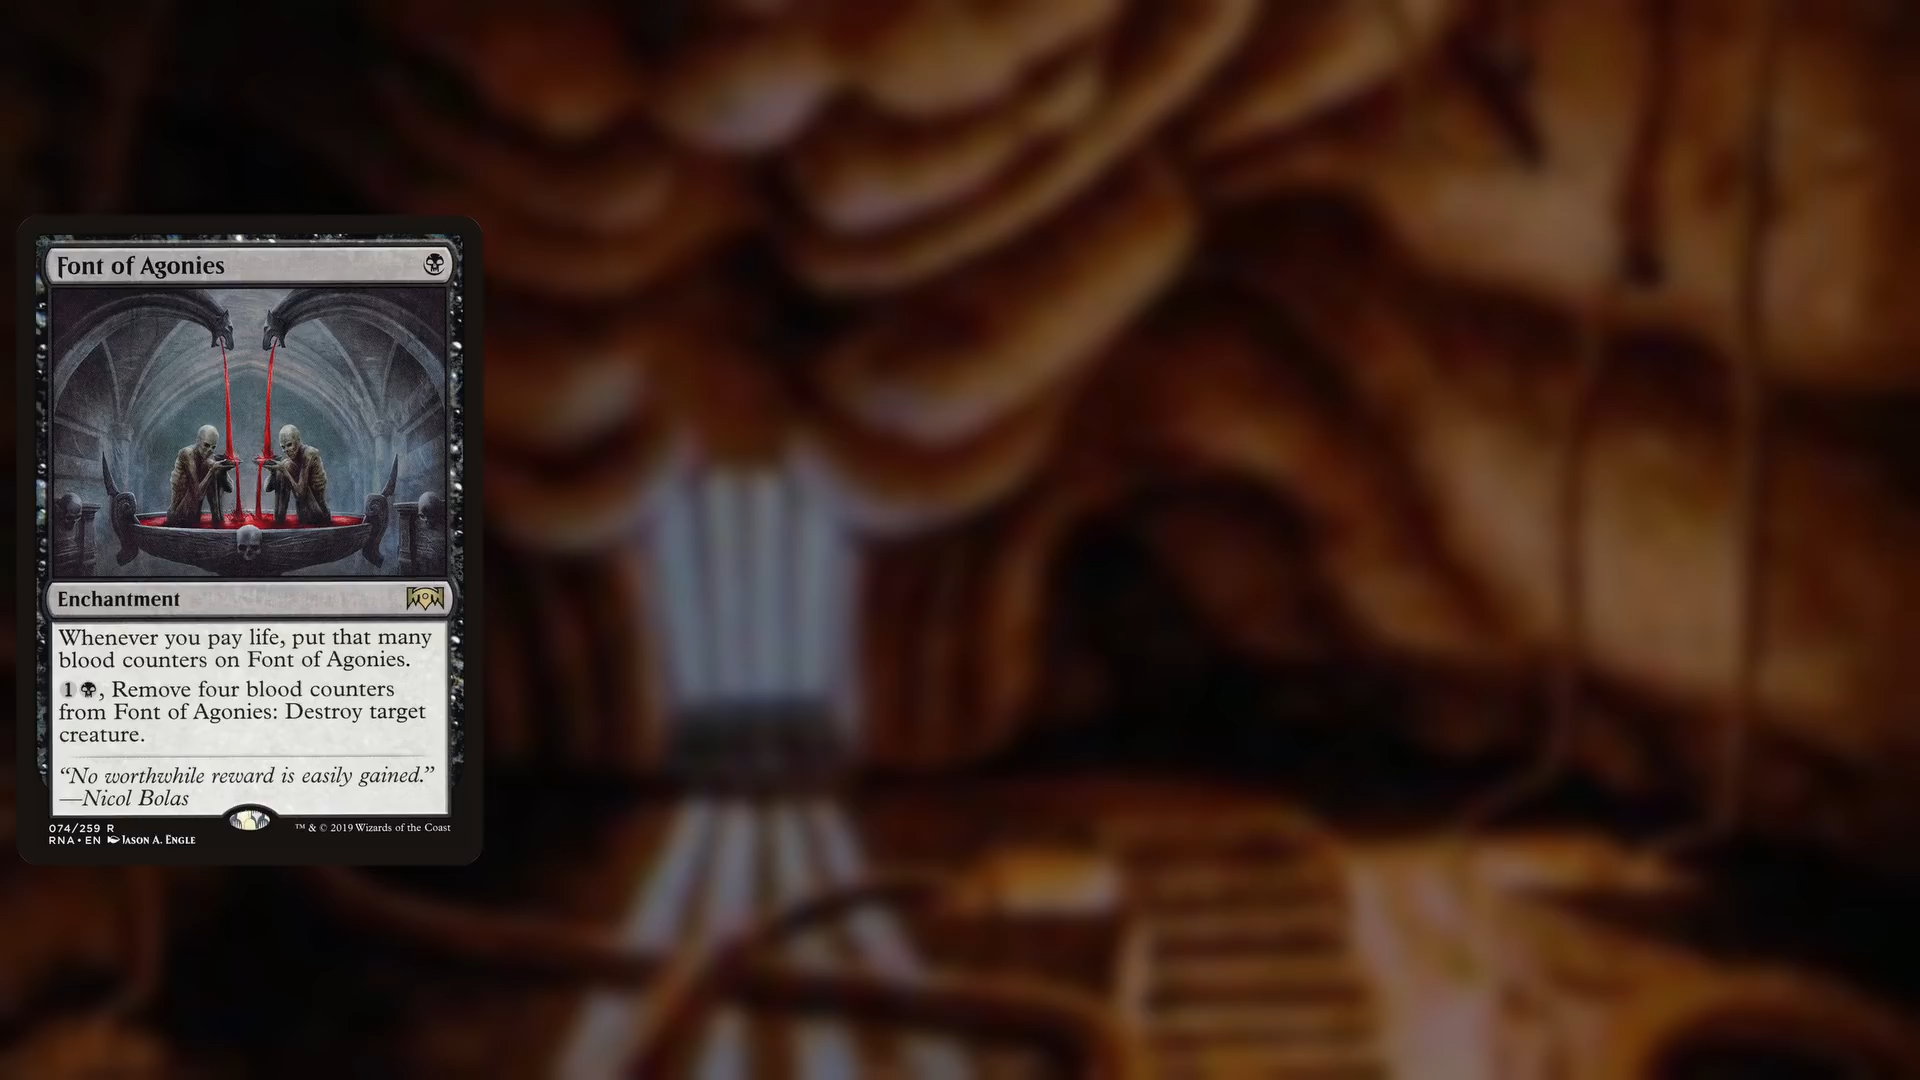 Font of Agonies
Enchantment
Whenever you pay life, put that many
blood counters on Font of Agonies.
1, Remove four blood counters
from Font of Agonies: Destroy target
creature.
“No worthwhile reward is easily gained.”
—Nicol Bolas
074/259 R
RNA • EN JASON A. ENGLE
™ & © 2019 Wizards of the Coast